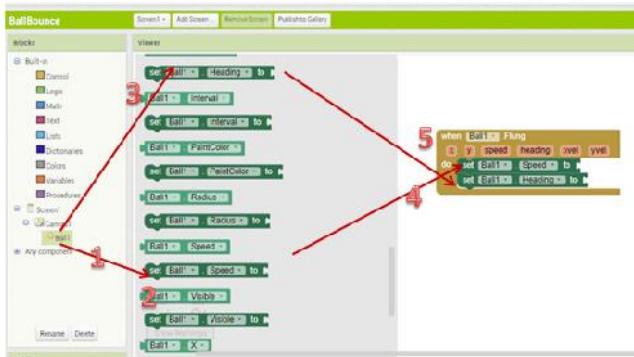 BallBounce
Screen1 Add Screen ... Remove Screen Publish to Gallery
Blocks
Viewer
Built-in
Control
Logic
Math
Text
Lists
Dictionaries
Colors
Variables
Procedures
Screen1
Ball1
Any component
Rename Delete
set Ball1 . Heading to
Ball1 . Interval
set Ball1 . Interval to
Ball1 . PaintColor
set Ball1 . PaintColor to
Ball1 . Radius
set Ball1 . Radius to
Ball1 . Speed
set Ball1 . Speed to
Ball1 . Visible
set Ball1 . Visible to
Ball1 . X
when Ball1 .Flung
x y speed heading xvel yvel
do set Ball1 . Speed to
set Ball1 . Heading to
1
2
3
4
5